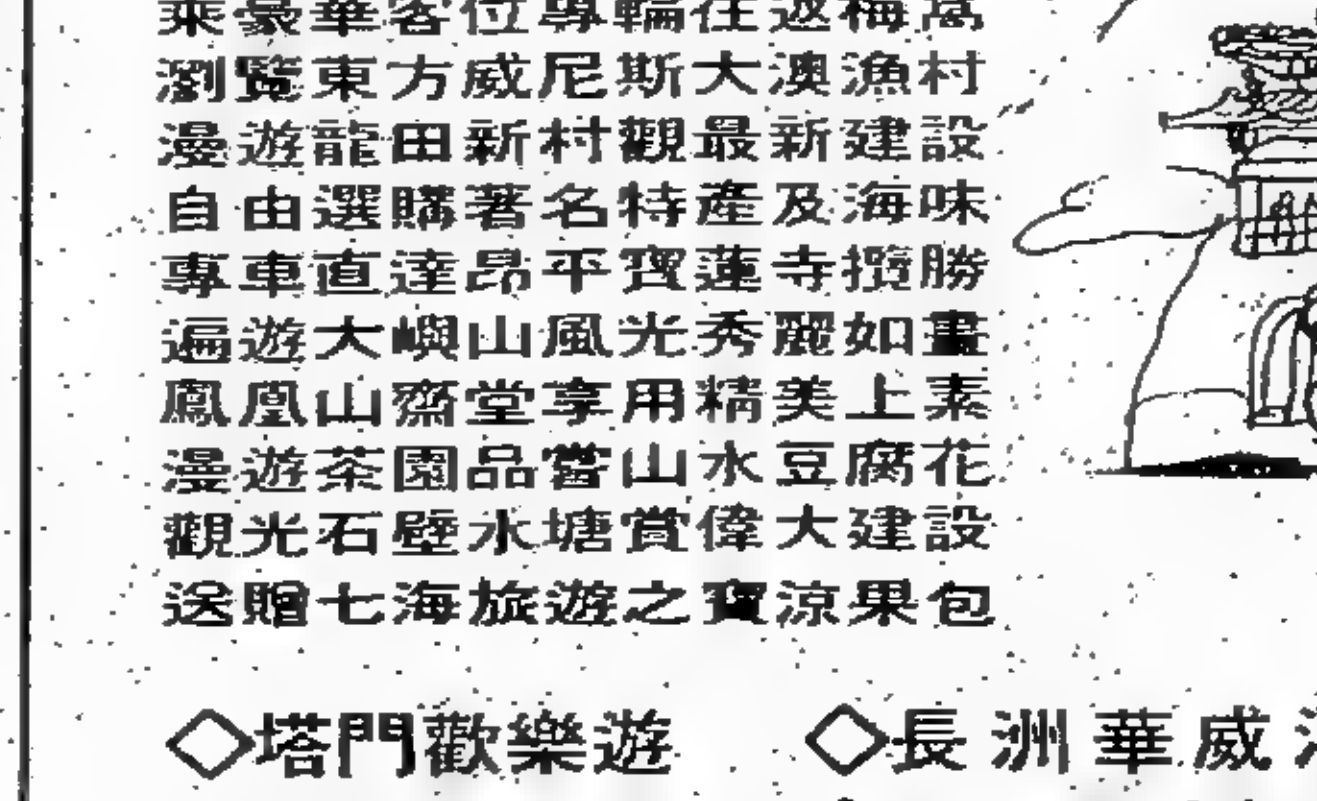 乘豪華客位專輪往返梅窩
瀏覽東方威尼斯大澳漁村
漫遊龍田新村觀最新建設
自由選購著名特產及海味
專車直達昂平寶蓮寺攬勝
遍遊大嶼山風光秀麗如畫
鳳凰山齋堂享用精美上素
漫遊茶園品嘗山水豆腐花
觀光石壁水塘賞偉大建設
送贈七海旅遊之寶涼果包
◇塔門歡樂遊 ◇長洲華威